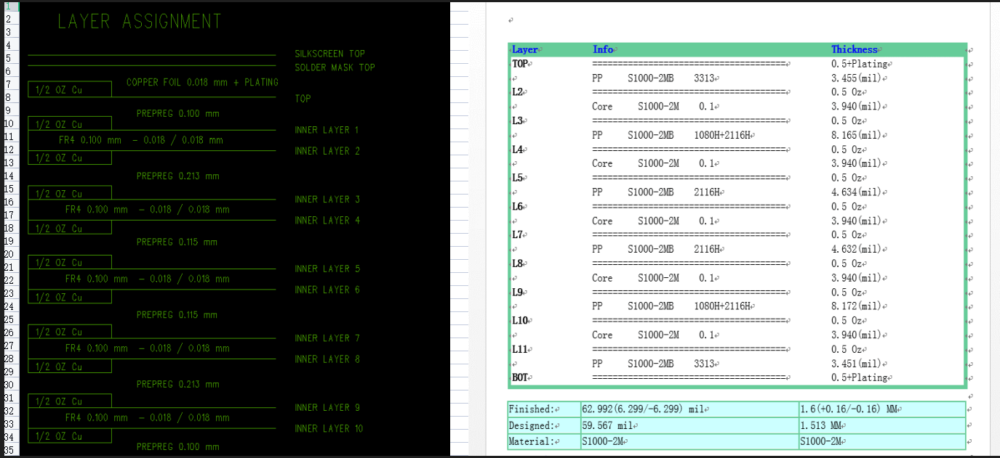 1
2
3
4
5
6
7
8
9
10
11
12
13
14
15
16
17
18
19
20
21
22
23
24
25
26
27
28
29
30
31
32
33
34
35
LAYER ASSIGNMENT
SILKSCREEN TOP
SOLDER MASK TOP
COPPER FOIL 0.018 mm + PLATING
1/2 OZ Cu
TOP
PREPREG 0.100 mm
1/2 OZ Cu
INNER LAYER 1
FR4 0.100 mm - 0.018 / 0.018 mm
INNER LAYER 2
1/2 OZ Cu
PREPREG 0.213 mm
1/2 OZ Cu
INNER LAYER 3
FR4 0.100 mm - 0.018 / 0.018 mm
INNER LAYER 4
1/2 OZ Cu
PREPREG 0.115 mm
1/2 OZ Cu
INNER LAYER 5
FR4 0.100 mm - 0.018 / 0.018 mm
INNER LAYER 6
1/2 OZ Cu
PREPREG 0.115 mm
1/2 OZ Cu
INNER LAYER 7
FR4 0.100 mm - 0.018 / 0.018 mm
INNER LAYER 8
1/2 OZ Cu
PREPREG 0.213 mm
1/2 OZ Cu
INNER LAYER 9
FR4 0.100 mm - 0.018 / 0.018 mm
INNER LAYER 10
1/2 OZ Cu
PREPREG 0.100 mm
Layer Info Thickness
TOP ====================================== 0.5+Plating
PP S1000-2MB 3313 3.455(mil)
L2 ====================================== 0.5 Oz
Core S1000-2M 0.1 3.940(mil)
L3 ====================================== 0.5 Oz
PP S1000-2MB 1080H+2116H 8.165(mil)
L4 ====================================== 0.5 Oz
Core S1000-2M 0.1 3.940(mil)
L5 ====================================== 0.5 Oz
PP S1000-2MB 2116H 4.634(mil)
L6 ====================================== 0.5 Oz
Core S1000-2M 0.1 3.940(mil)
L7 ====================================== 0.5 Oz
PP S1000-2MB 2116H 4.632(mil)
L8 ====================================== 0.5 Oz
Core S1000-2M 0.1 3.940(mil)
L9 ====================================== 0.5 Oz
PP S1000-2MB 1080H+2116H 8.172(mil)
L10 ====================================== 0.5 Oz
Core S1000-2M 0.1 3.940(mil)
L11 ====================================== 0.5 Oz
PP S1000-2MB 3313 3.451(mil)
BOT ====================================== 0.5+Plating
Finished: 62.992(6.299/-6.299) mil 1.6(+0.16/-0.16) MM
Designed: 59.567 mil 1.513 MM
Material: S1000-2M S1000-2M